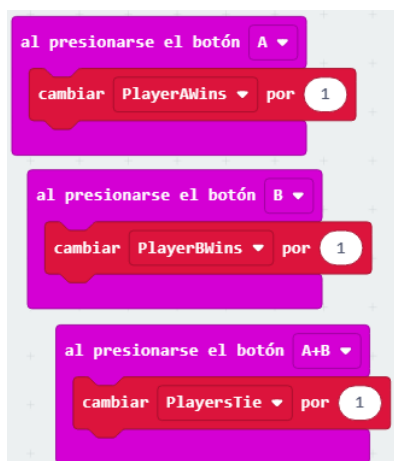 al presionarse el botón A
cambiar PlayerAWins por 1
al presionarse el botón B
cambiar PlayerBWins por 1
al presionarse el botón A+B
cambiar PlayersTie por 1